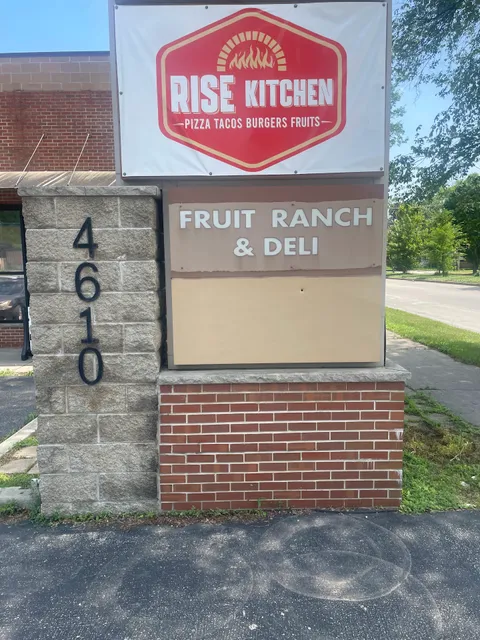 RISE KITCHEN
PIZZA TACOS BURGERS FRUITS
FRUIT RANCH
& DELI
4
6
1
0